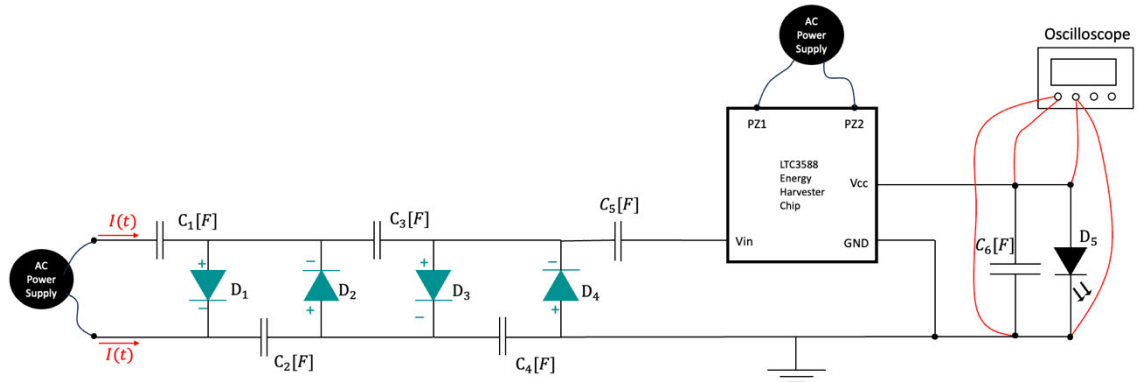 AC
Power
Supply
Oscilloscope
PZ1
PZ2
LTC3588
Energy
Harvester
Chip
Vcc
Vin
GND
I(t)
C₁[F]
C₃[F]
C₅[F]
AC
Power
Supply
+
D₁
−
−
D₂
+
+
D₃
−
−
D₄
+
C₆[F]
D₅
I(t)
C₂[F]
C₄[F]